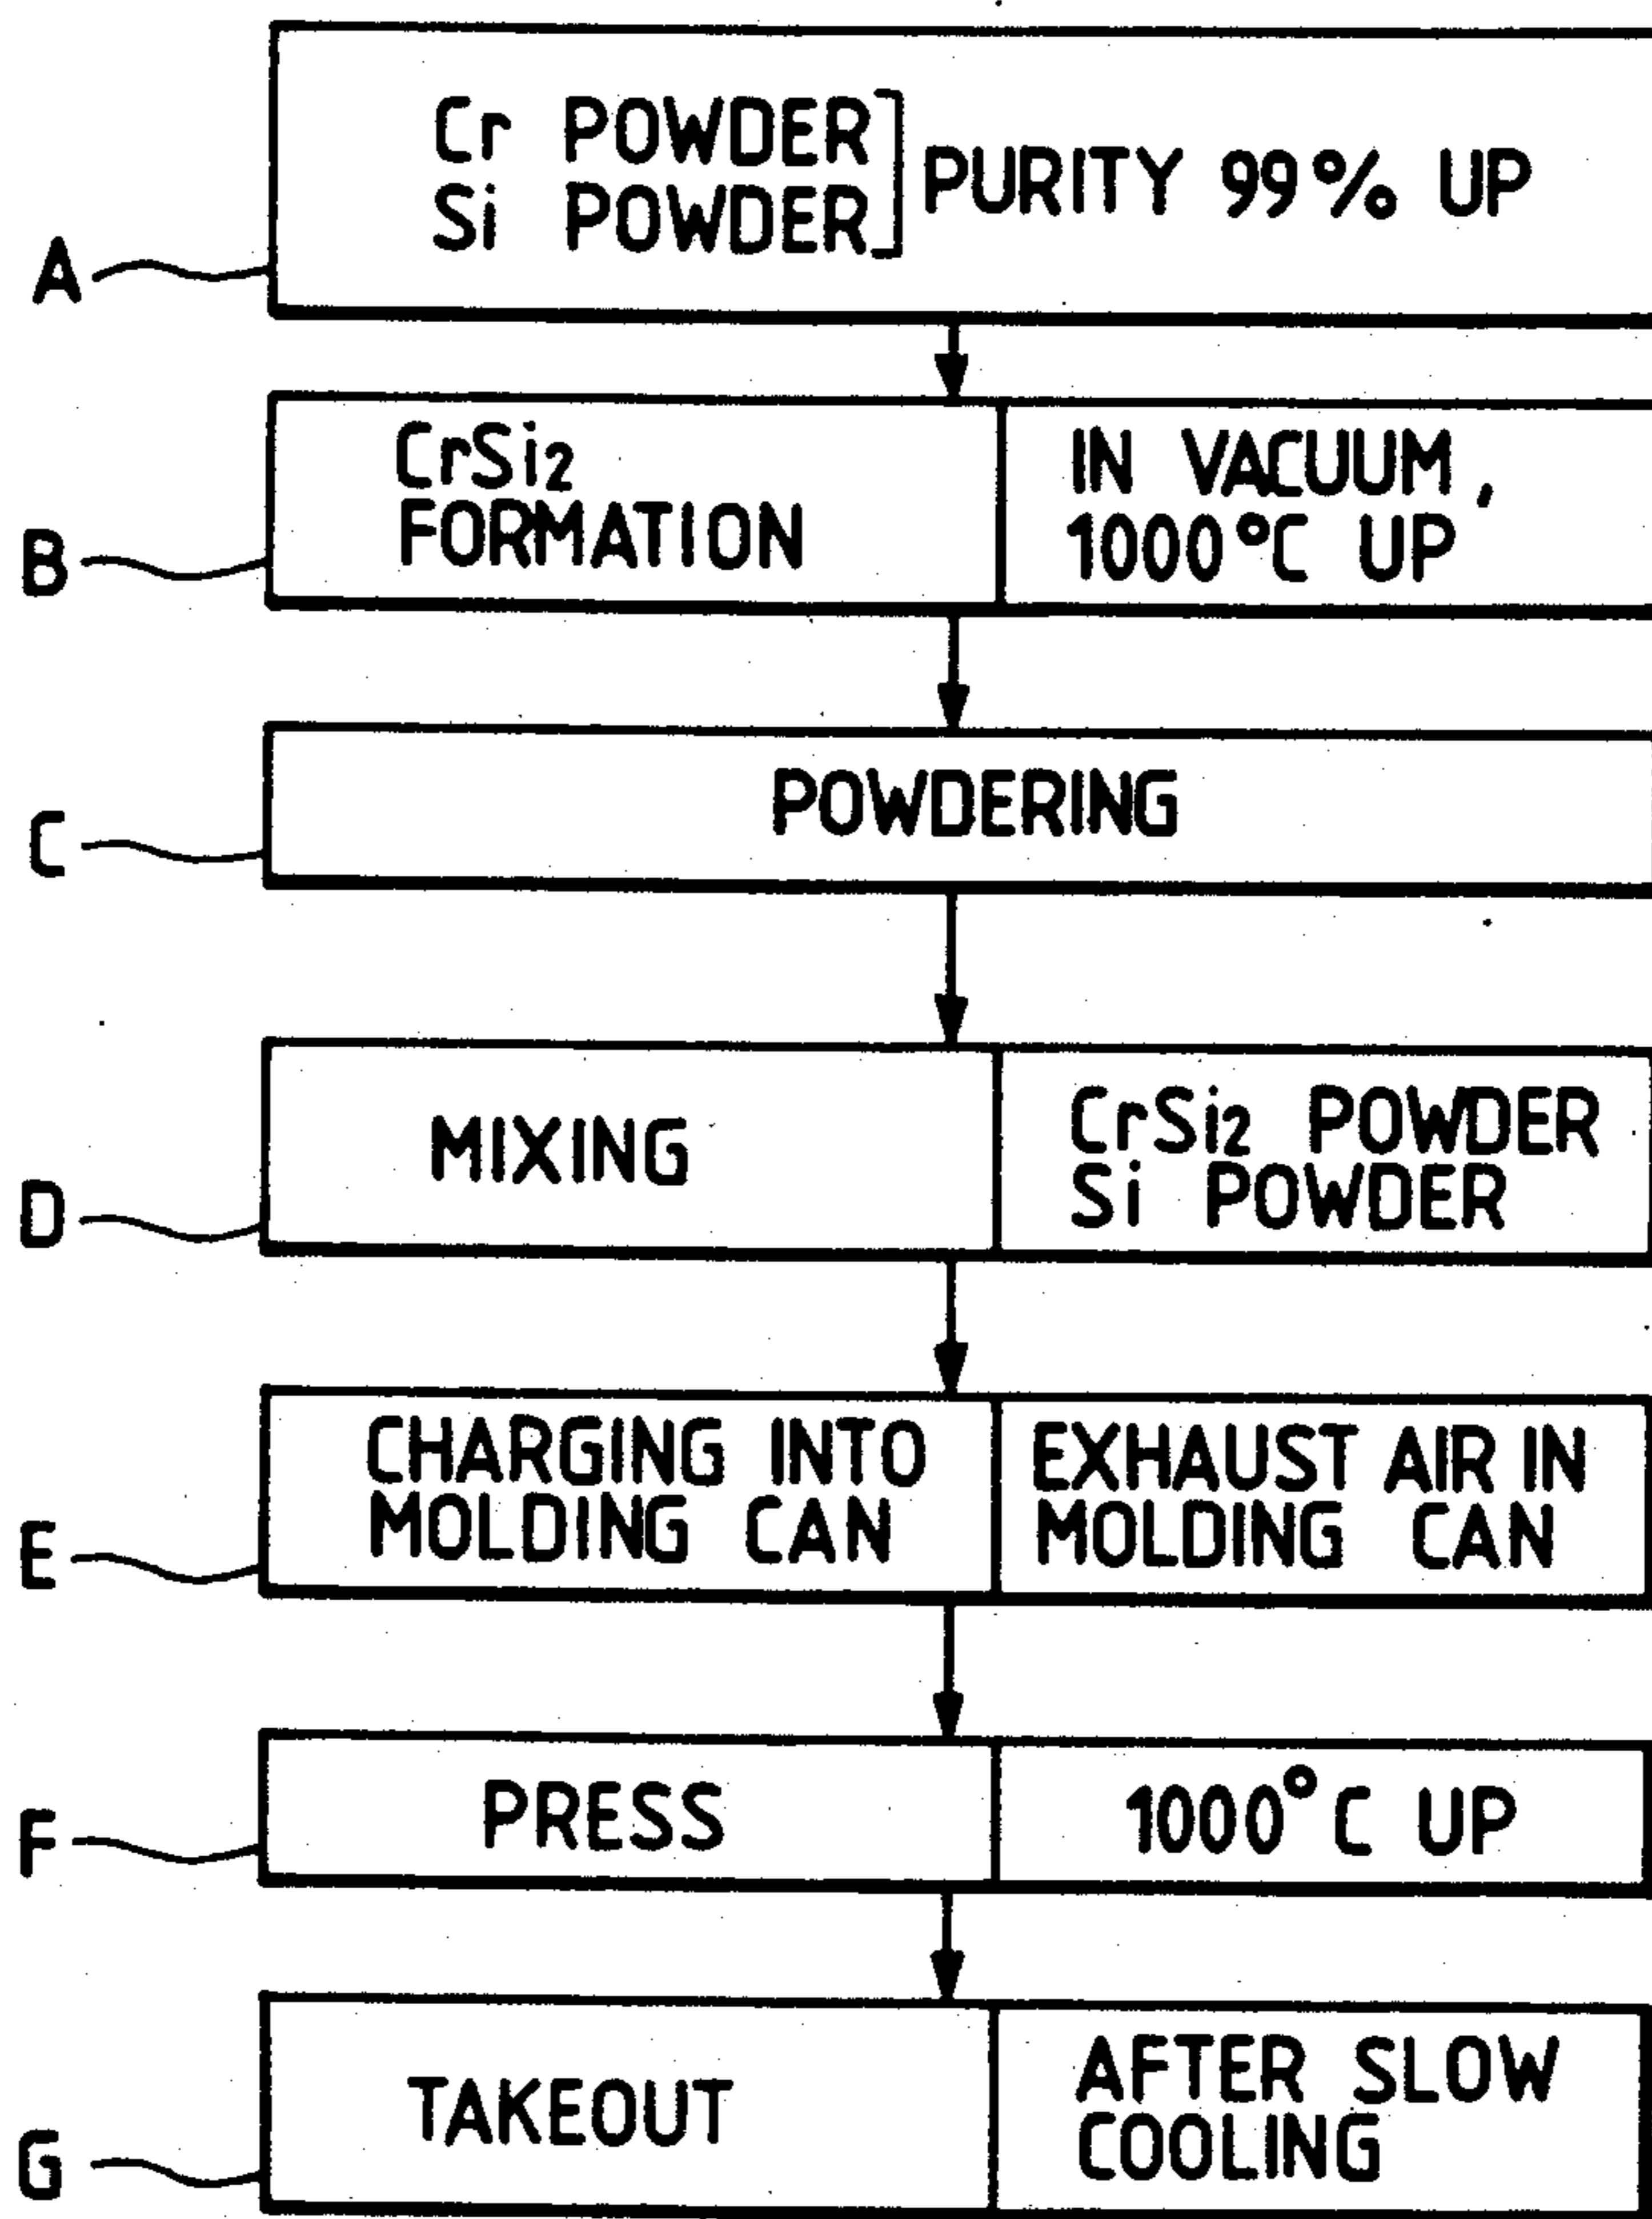 Cr POWDER
Si POWDER
PURITY 99% UP
A
CrSi2
FORMATION
IN VACUUM,
1000°C UP
B
POWDERING
C
MIXING
CrSi2 POWDER
Si POWDER
D
CHARGING INTO
MOLDING CAN
EXHAUST AIR IN
MOLDING CAN
E
PRESS
1000°C UP
F
TAKEOUT
AFTER SLOW
COOLING
G